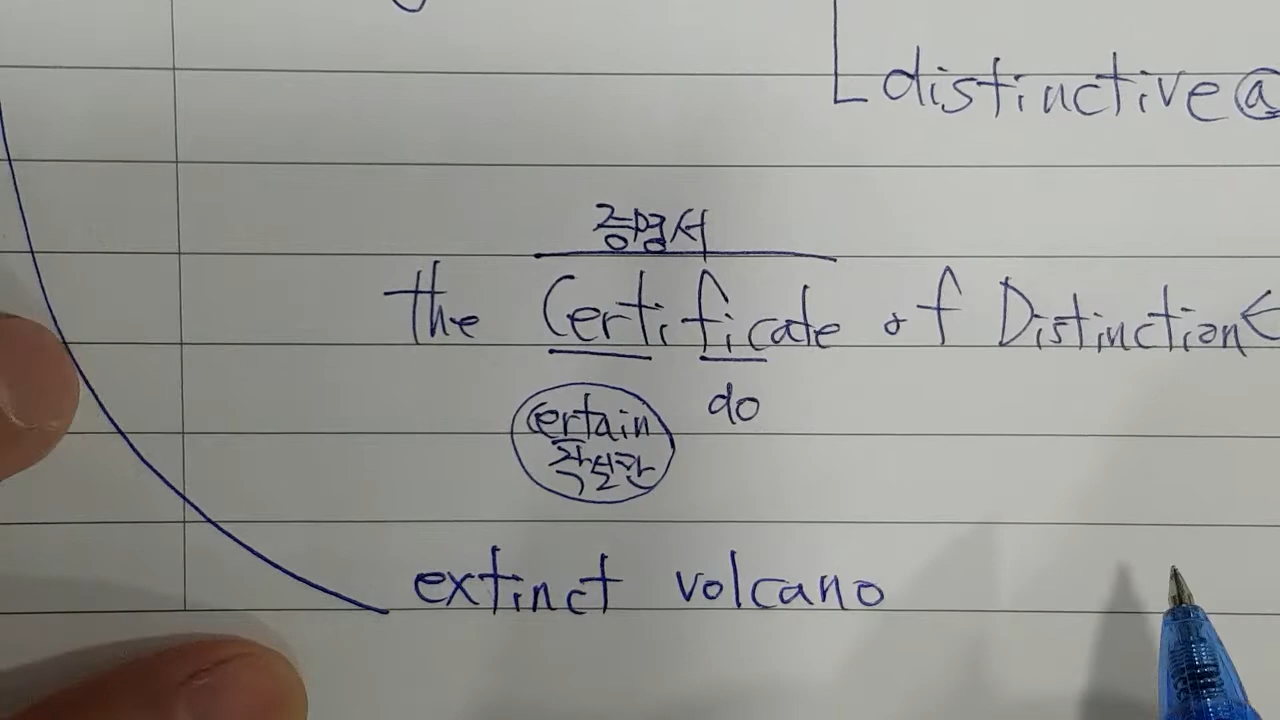 distinctive@
증명서
the Certificate of Distinction
do
certain
확실한
extinct volcano